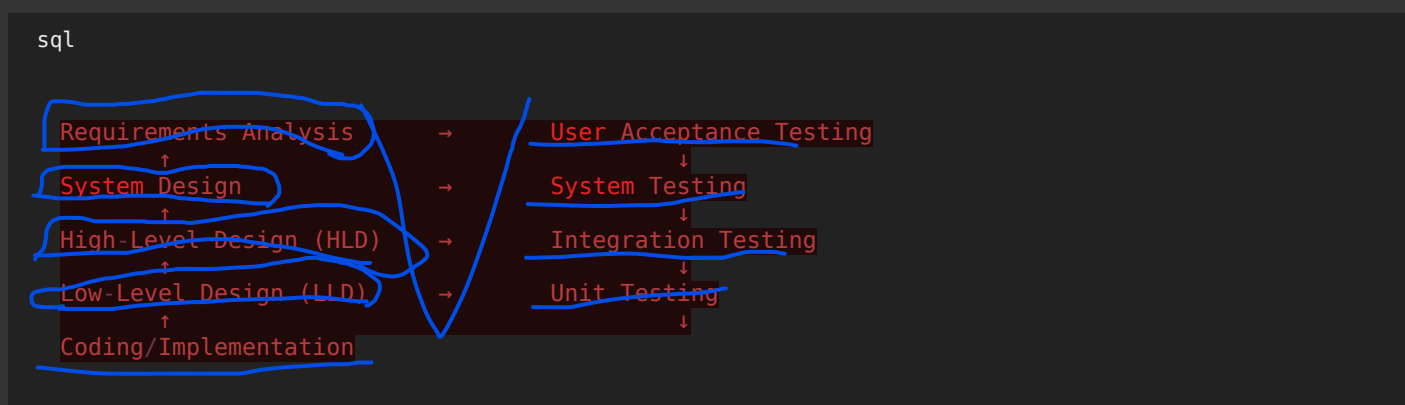 sql
Requirements Analysis → User Acceptance Testing
↑ ↓
System Design → System Testing
↑ ↓
High-Level Design (HLD) → Integration Testing
↑ ↓
Low-Level Design (LLD) → Unit Testing
↑ ↓
Coding/Implementation